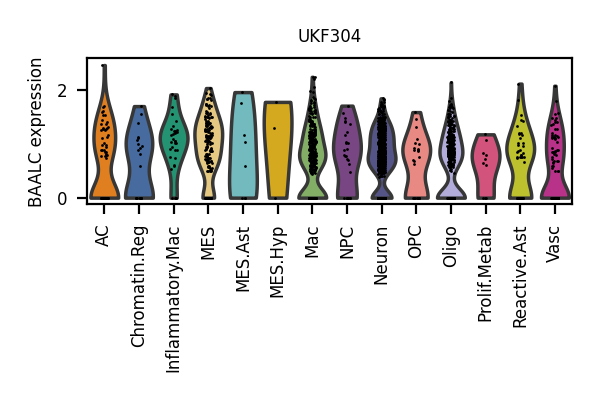 UKF304
BAALC expression
2
0
AC
Chromatin.Reg
Inflammatory.Mac
MES
MES.Ast
MES.Hyp
Mac
NPC
Neuron
OPC
Oligo
Prolif.Metab
Reactive.Ast
Vasc